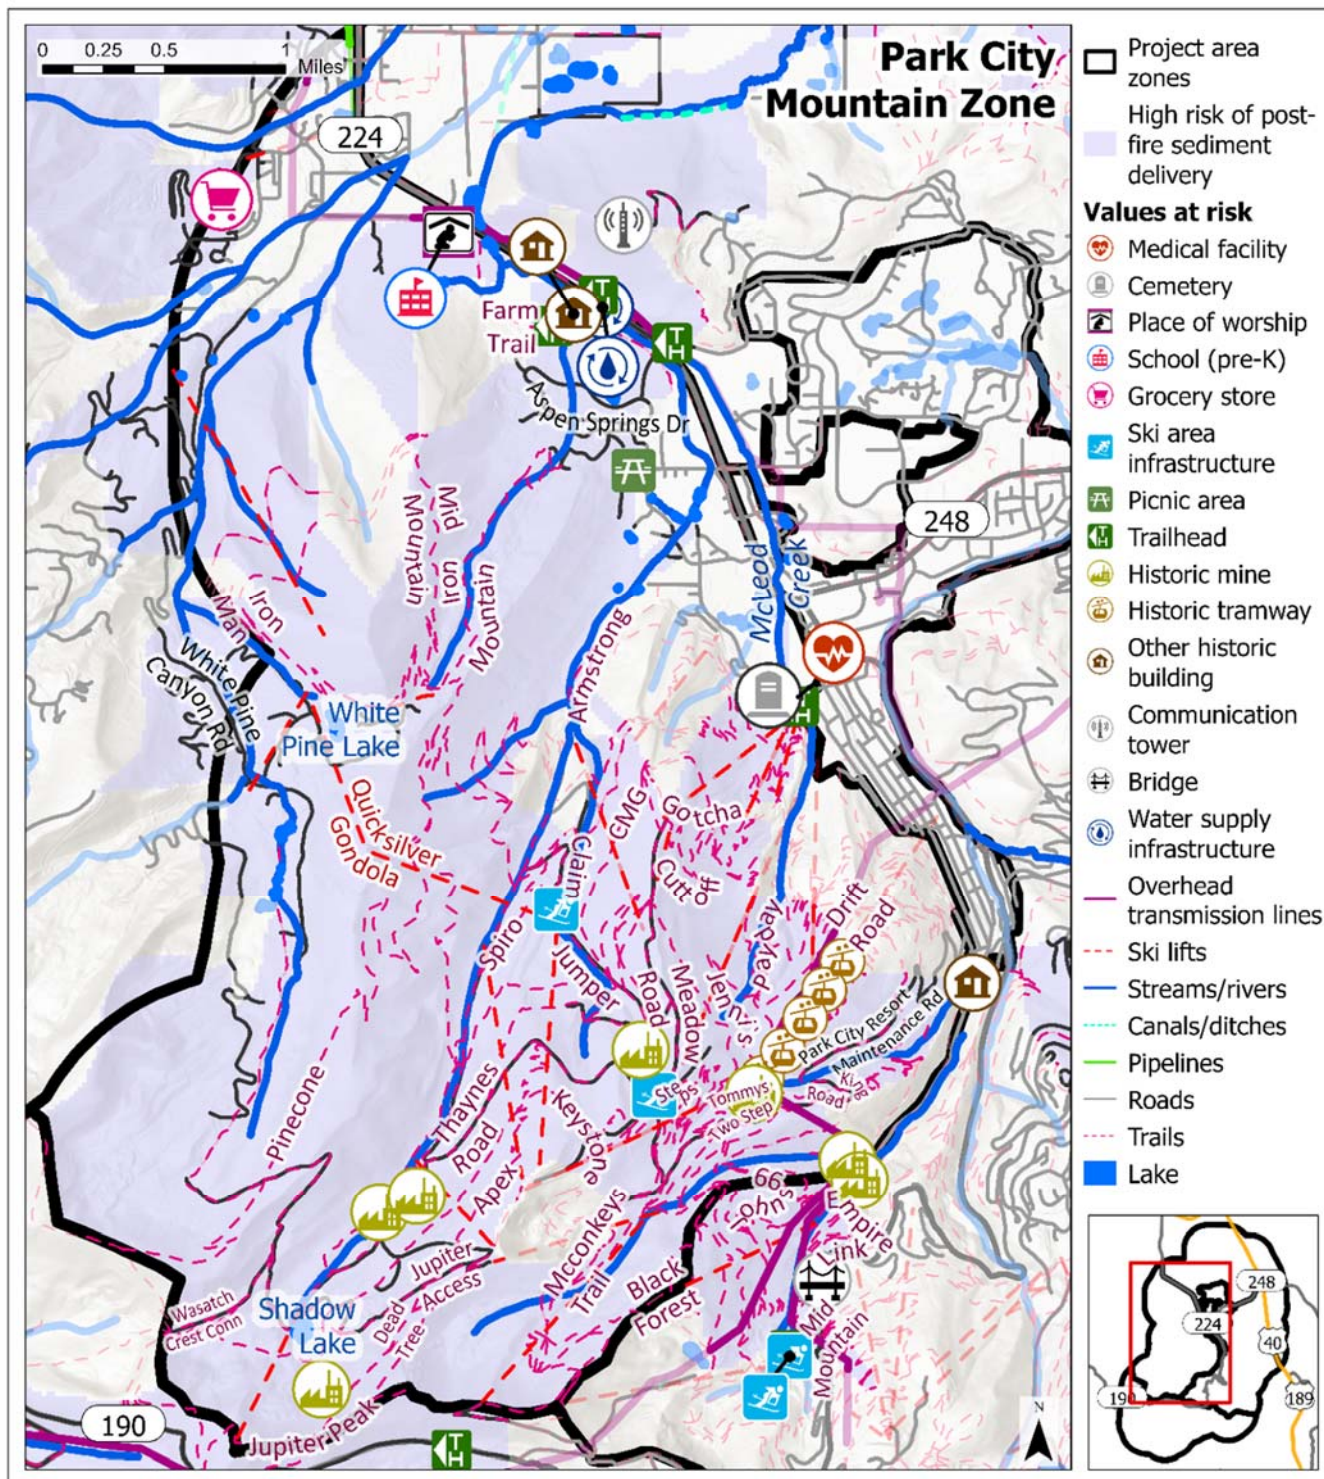 0 0.25 0.5 1
Miles
Park City
Mountain Zone
224
Farm
Trail
Aspen Springs Dr
248
McLeod
Creek
Mid
Mountain
Iron
Mountain
Iron
Man
White Pine
Canyon Rd
White
Pine Lake
Armstrong
Quicksilver
Gondola
CMG
Gotcha
Cutt off
Claim
Spiro
Jumper
Road
Meadow
Jenni's
Paypay
Drift
Road
Park City Resort
Maintenance Rd
King
Road
Steps
Tommys
Two Step
Pinecone
Thaynes
Road
Keystone
Apex
66
Johns
Empire
Link
Mcconkeys
Trail
Black
Forest
Jupiter
Access
Dead
Tree
Wasatch
Crest Conn
Shadow
Lake
Mid
Mountain
190
Jupiter Peak
TH
TH
TH
TH
N
Project area
zones
High risk of post-
fire sediment
delivery
Values at risk
Medical facility
Cemetery
Place of worship
School (pre-K)
Grocery store
Ski area
infrastructure
Picnic area
TH
Trailhead
Historic mine
Historic tramway
Other historic
building
Communication
tower
Bridge
Water supply
infrastructure
Overhead
transmission lines
Ski lifts
Streams/rivers
Canals/ditches
Pipelines
Roads
Trails
Lake
248
224
40
190
189